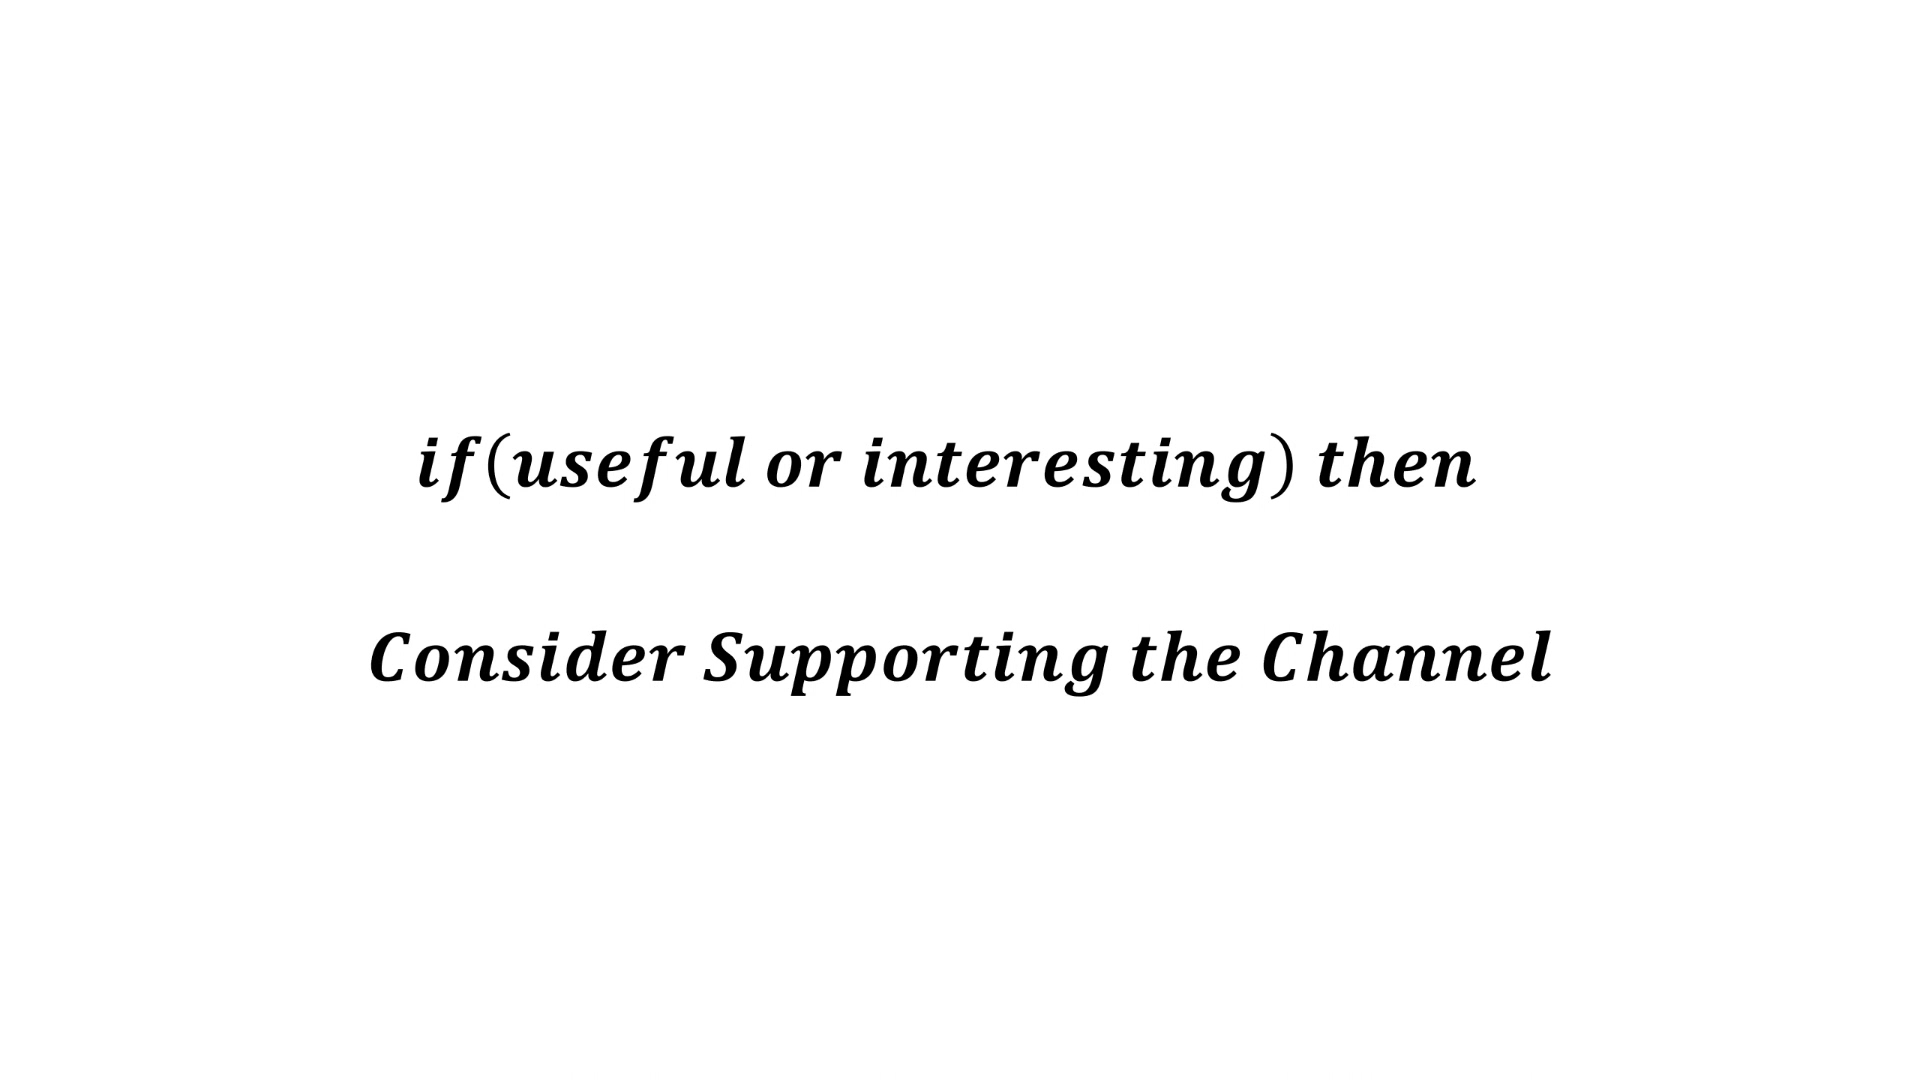 if(useful or interesting) then
Consider Supporting the Channel